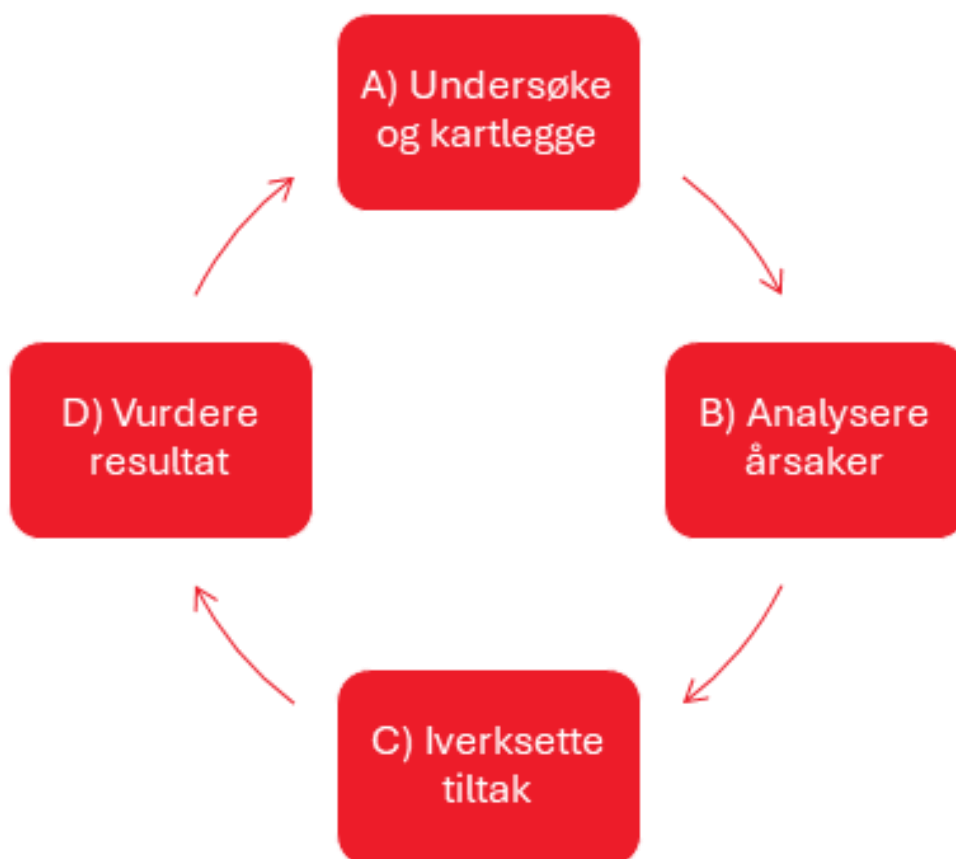 A) Undersøke
og kartlegge
B) Analysere
årsaker
C) Iverksette
tiltak
D) Vurdere
resultat